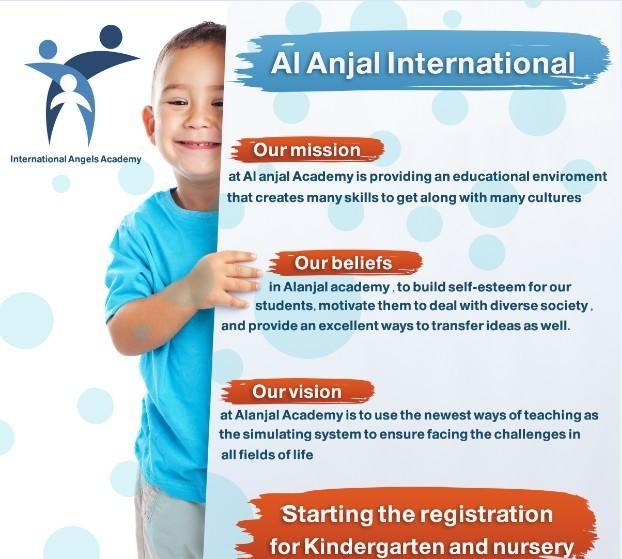 International Angels Academy
Al Anjal International
Our mission
at Al anjal Academy is providing an educational enviroment
that creates many skills to get along with many cultures
Our beliefs
in Alanjal academy , to build self-esteem for our
students, motivate them to deal with diverse society ,
and provide an excellent ways to transfer ideas as well.
Our vision
at Alanjal Academy is to use the newest ways of teaching as
the simulating system to ensure facing the challenges in
all fields of life
Starting the registration
for Kindergarten and nursery